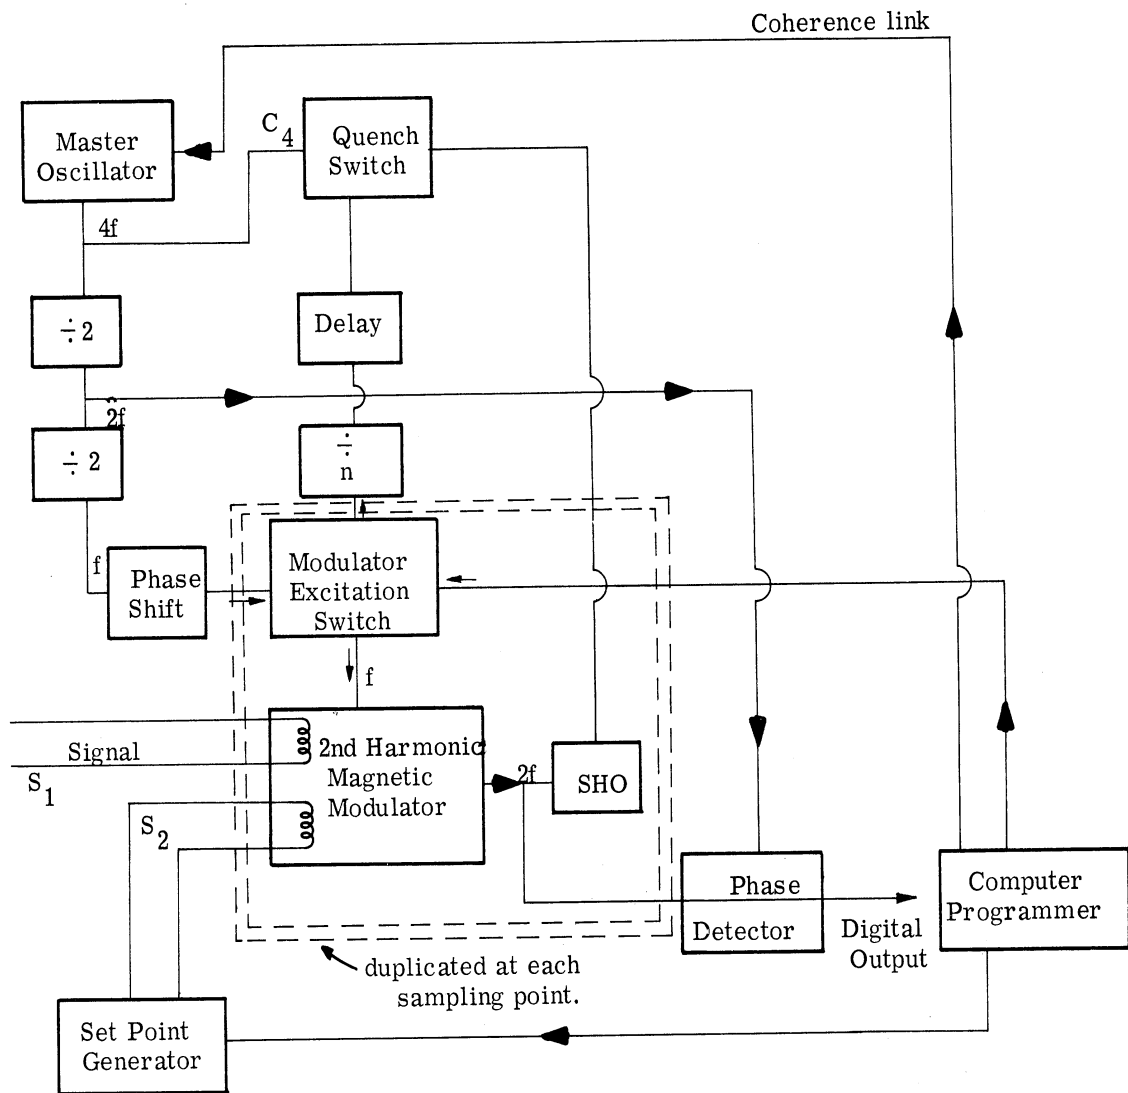 Coherence link
Master
Oscillator
C4
Quench
Switch
4f
÷2
Delay
2f
÷2
÷
n
f
Phase
Shift
Modulator
Excitation
Switch
f
Signal
S1
2nd Harmonic
Magnetic
Modulator
2f
SHO
S2
Phase
Detector
Digital
Output
Computer
Programmer
duplicated at each
sampling point.
Set Point
Generator